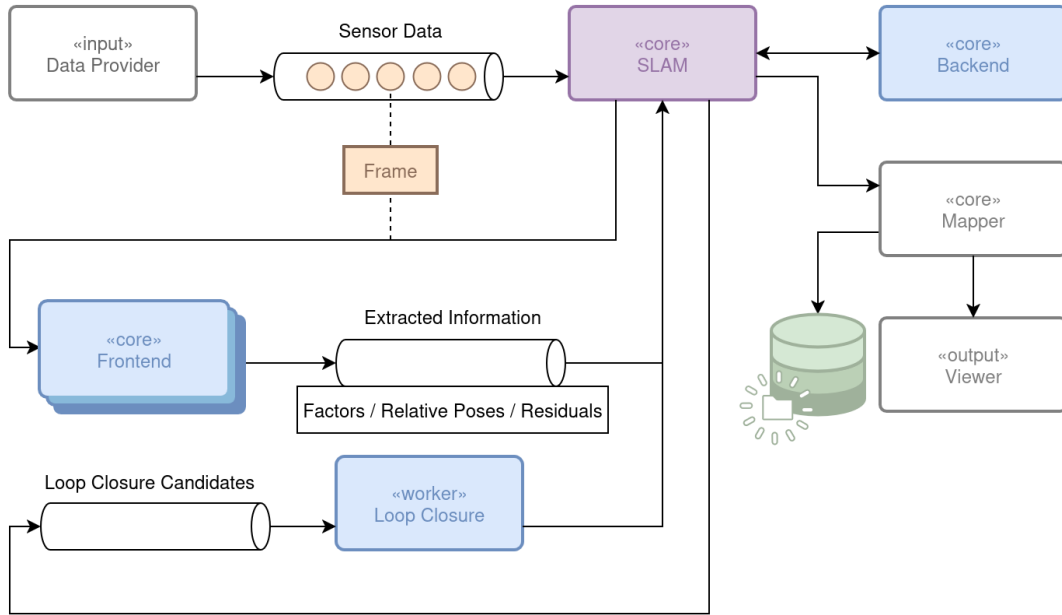 «input»
Data Provider
Sensor Data
«core»
SLAM
«core»
Backend
Frame
«core»
Mapper
«core»
Frontend
Extracted Information
Factors / Relative Poses / Residuals
«output»
Viewer
Loop Closure Candidates
«worker»
Loop Closure